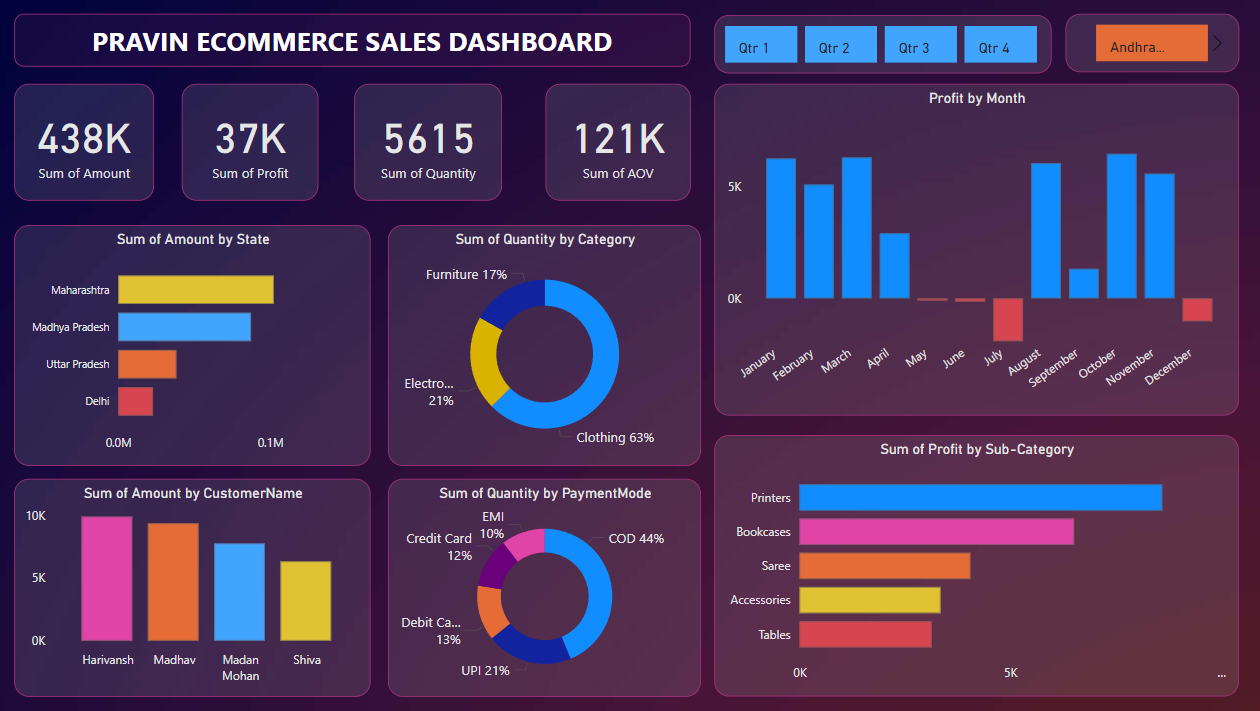 PRAVIN ECOMMERCE SALES DASHBOARD
Qtr 1
Qtr 2
Qtr 3
Qtr 4
Andhra...
438K
Sum of Amount
37K
Sum of Profit
5615
Sum of Quantity
121K
Sum of AOV
Profit by Month
5K
0K
January
February
March
April
May
June
July
August
September
October
November
December
Sum of Amount by State
Maharashtra
Madhya Pradesh
Uttar Pradesh
Delhi
0.0M
0.1M
Sum of Quantity by Category
Furniture 17%
Electro...
21%
Clothing 63%
Sum of Profit by Sub-Category
Printers
Bookcases
Saree
Accessories
Tables
0K
5K
...
Sum of Amount by CustomerName
10K
5K
0K
Harivansh
Madhav
Madan
Mohan
Shiva
Sum of Quantity by PaymentMode
EMI
10%
Credit Card
12%
COD 44%
Debit Ca...
13%
UPI 21%